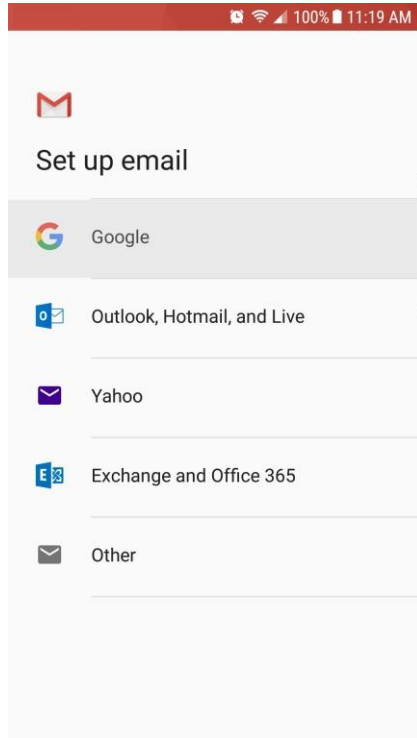 100% 11:19 AM
Set up email
Google
Outlook, Hotmail, and Live
Yahoo
Exchange and Office 365
Other